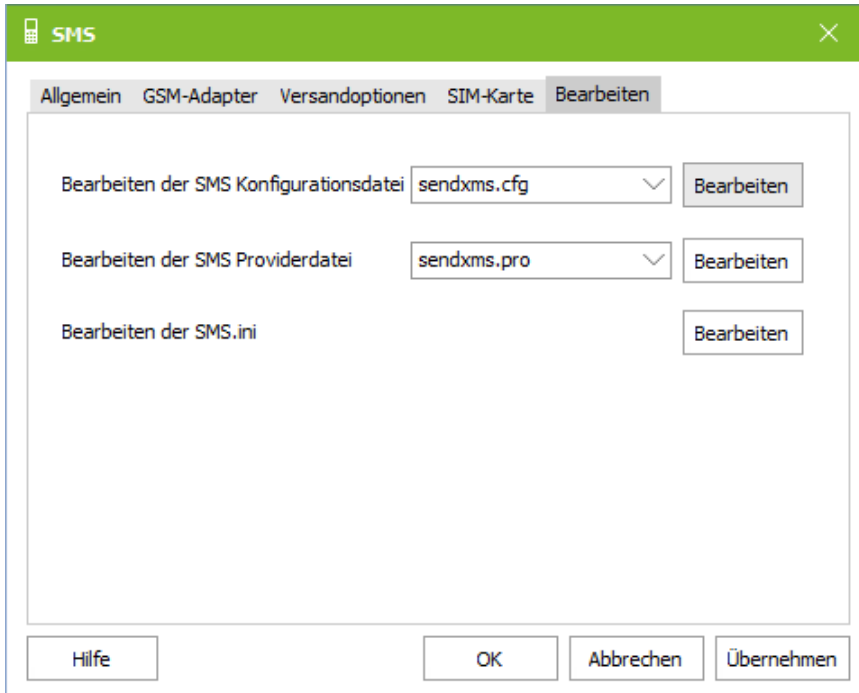 SMS
Allgemein GSM-Adapter Versandoptionen SIM-Karte Bearbeiten
Bearbeiten der SMS Konfigurationsdatei sendxms.cfg Bearbeiten
Bearbeiten der SMS Providerdatei sendxms.pro Bearbeiten
Bearbeiten der SMS.ini Bearbeiten
Hilfe OK Abbrechen Übernehmen